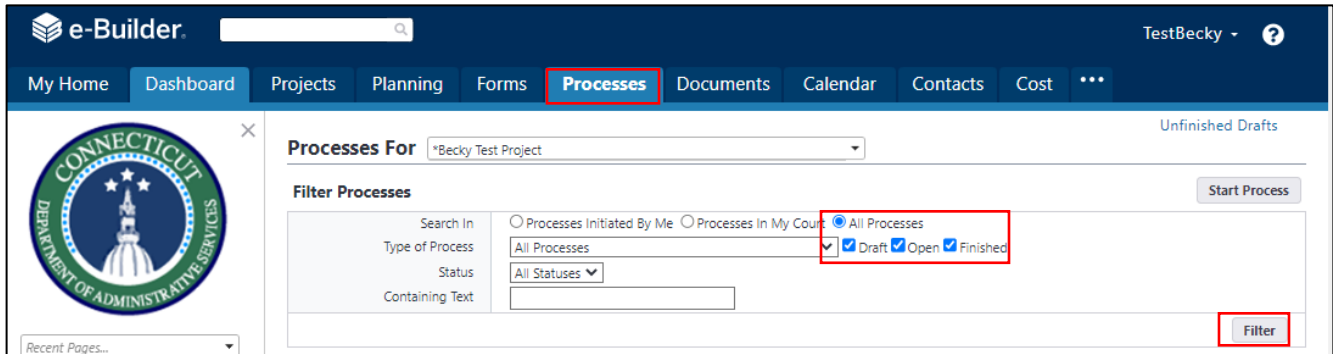 e-Builder.
TestBecky
?
My Home Dashboard Projects Planning Forms Processes Documents Calendar Contacts Cost •••
Unfinished Drafts
CONNECTICUT
DEPARTMENT OF ADMINISTRATIVE SERVICES
Processes For *Becky Test Project
Filter Processes
Start Process
Search In Processes Initiated By Me Processes In My Court All Processes
Type of Process All Processes Draft Open Finished
Status All Statuses
Containing Text
Filter
Recent Pages...